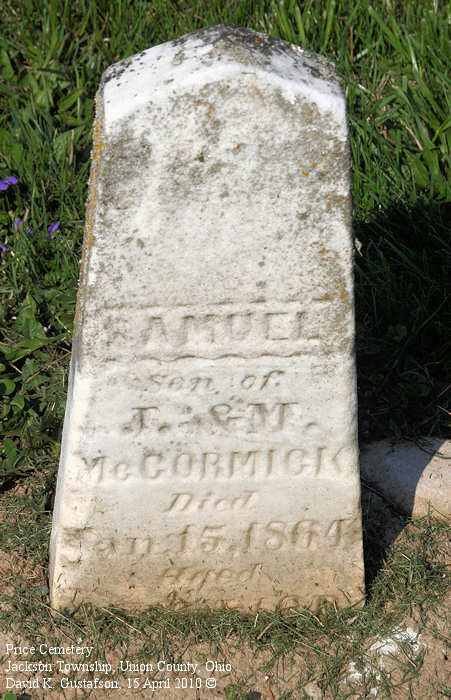 SAMUEL
Son of
J. & M.
McCORMICK
Died
Jan. 15, 1864
Aged
Price Cemetery
Jackson Township, Union County, Ohio
David K. Gustafson, 15 April 2010 ©